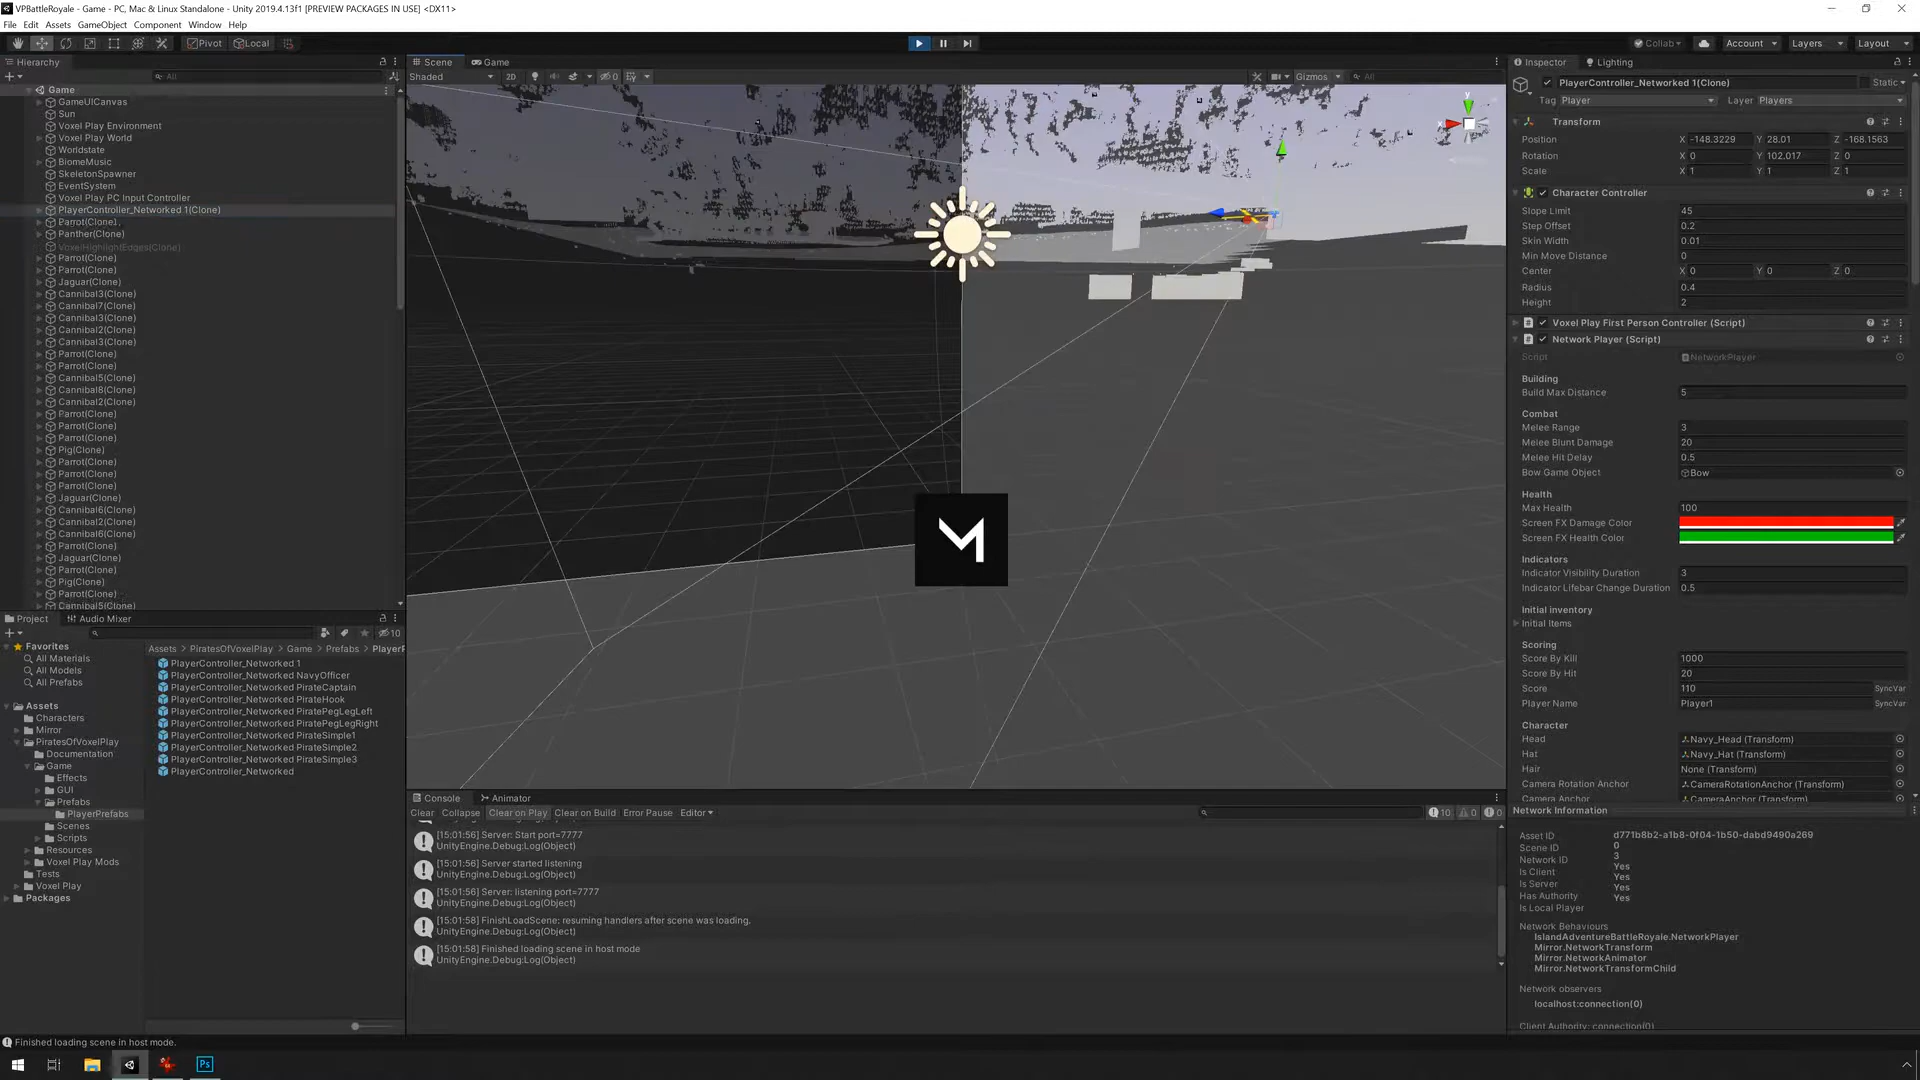 VPBattleRoyale - Game - PC, Mac & Linux Standalone - Unity 2019.4.13f1 [PREVIEW PACKAGES IN USE] <DX11>
File Edit Assets GameObject Component Window Help
Pivot Local Collab Account Layers Layout
Hierarchy
All
Game
GameUICanvas
Sun
Voxel Play Environment
Voxel Play World
Worldstate
BiomeMusic
SkeletonSpawner
EventSystem
Voxel Play PC Input Controller
PlayerController_Networked 1(Clone)
Parrot(Clone)
Panther(Clone)
VoxelHighlightEdges(Clone)
Parrot(Clone)
Parrot(Clone)
Jaguar(Clone)
Cannibal3(Clone)
Cannibal7(Clone)
Cannibal3(Clone)
Cannibal2(Clone)
Cannibal3(Clone)
Parrot(Clone)
Parrot(Clone)
Cannibal5(Clone)
Cannibal8(Clone)
Cannibal2(Clone)
Parrot(Clone)
Parrot(Clone)
Parrot(Clone)
Pig(Clone)
Parrot(Clone)
Parrot(Clone)
Parrot(Clone)
Jaguar(Clone)
Cannibal6(Clone)
Cannibal2(Clone)
Cannibal6(Clone)
Parrot(Clone)
Jaguar(Clone)
Parrot(Clone)
Pig(Clone)
Parrot(Clone)
Cannibal5(Clone)
Project Audio Mixer
10
Favorites
All Materials
All Models
All Prefabs
Assets
Characters
Mirror
PiratesOfVoxelPlay
Documentation
Game
Effects
GUI
Prefabs
PlayerPrefabs
Scenes
Scripts
Resources
Voxel Play Mods
Tests
Voxel Play
Packages
Assets > PiratesOfVoxelPlay > Game > Prefabs > PlayerP
PlayerController_Networked 1
PlayerController_Networked NavyOfficer
PlayerController_Networked PirateCaptain
PlayerController_Networked PirateHook
PlayerController_Networked PiratePegLegLeft
PlayerController_Networked PiratePegLegRight
PlayerController_Networked PirateSimple1
PlayerController_Networked PirateSimple2
PlayerController_Networked PirateSimple3
PlayerController_Networked
Scene Game
Shaded 2D 0 Gizmos All
y
x
Console Animator
Clear Collapse Clear on Play Clear on Build Error Pause Editor 10 0 0
[15:01:56] Server: Start port=7777
UnityEngine.Debug:Log(Object)
[15:01:56] Server started listening
UnityEngine.Debug:Log(Object)
[15:01:56] Server: listening port=7777
UnityEngine.Debug:Log(Object)
[15:01:58] FinishLoadScene: resuming handlers after scene was loading.
UnityEngine.Debug:Log(Object)
[15:01:58] Finished loading scene in host mode
UnityEngine.Debug:Log(Object)
Inspector Lighting
PlayerController_Networked 1(Clone) Static
Tag Player Layer Players
Transform
Position X -148.3229 Y 28.01 Z -168.1563
Rotation X 0 Y 102.017 Z 0
Scale X 1 Y 1 Z 1
Character Controller
Slope Limit 45
Step Offset 0.2
Skin Width 0.01
Min Move Distance 0
Center X 0 Y 0 Z 0
Radius 0.4
Height 2
Voxel Play First Person Controller (Script)
Network Player (Script)
Script NetworkPlayer
Building
Build Max Distance 5
Combat
Melee Range 3
Melee Blunt Damage 20
Melee Hit Delay 0.5
Bow Game Object Bow
Health
Max Health 100
Screen FX Damage Color
Screen FX Health Color
Indicators
Indicator Visibility Duration 3
Indicator Lifebar Change Duration 0.5
Initial inventory
Initial Items
Scoring
Score By Kill 1000
Score By Hit 20
Score 110 SyncVar
Player Name Player1 SyncVar
Character
Head Navy_Head (Transform)
Hat Navy_Hat (Transform)
Hair None (Transform)
Camera Rotation Anchor CameraRotationAnchor (Transform)
Camera Anchor CameraAnchor (Transform)
Network Information
Asset ID d771b8b2-a1b8-0f04-1b50-dabd9490a269
Scene ID 0
Network ID 3
Is Client Yes
Is Server Yes
Has Authority Yes
Is Local Player Yes
Network Behaviours
IslandAdventureBattleRoyale.NetworkPlayer
Mirror.NetworkTransform
Mirror.NetworkAnimator
Mirror.NetworkTransformChild
Network observers
localhost:connection(0)
Client Authority: connection(0)
Finished loading scene in host mode.
Ps